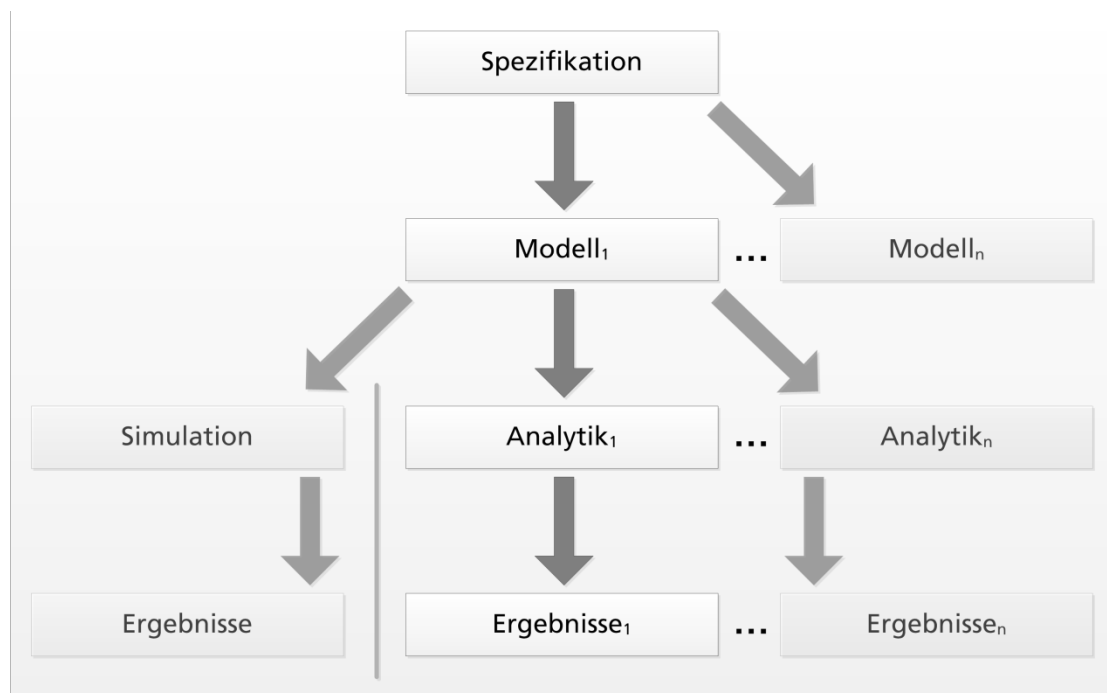 Spezifikation
Modell₁ ... Modellₙ
Simulation Analytik₁ ... Analytikₙ
Ergebnisse Ergebnisse₁ ... Ergebnisseₙ